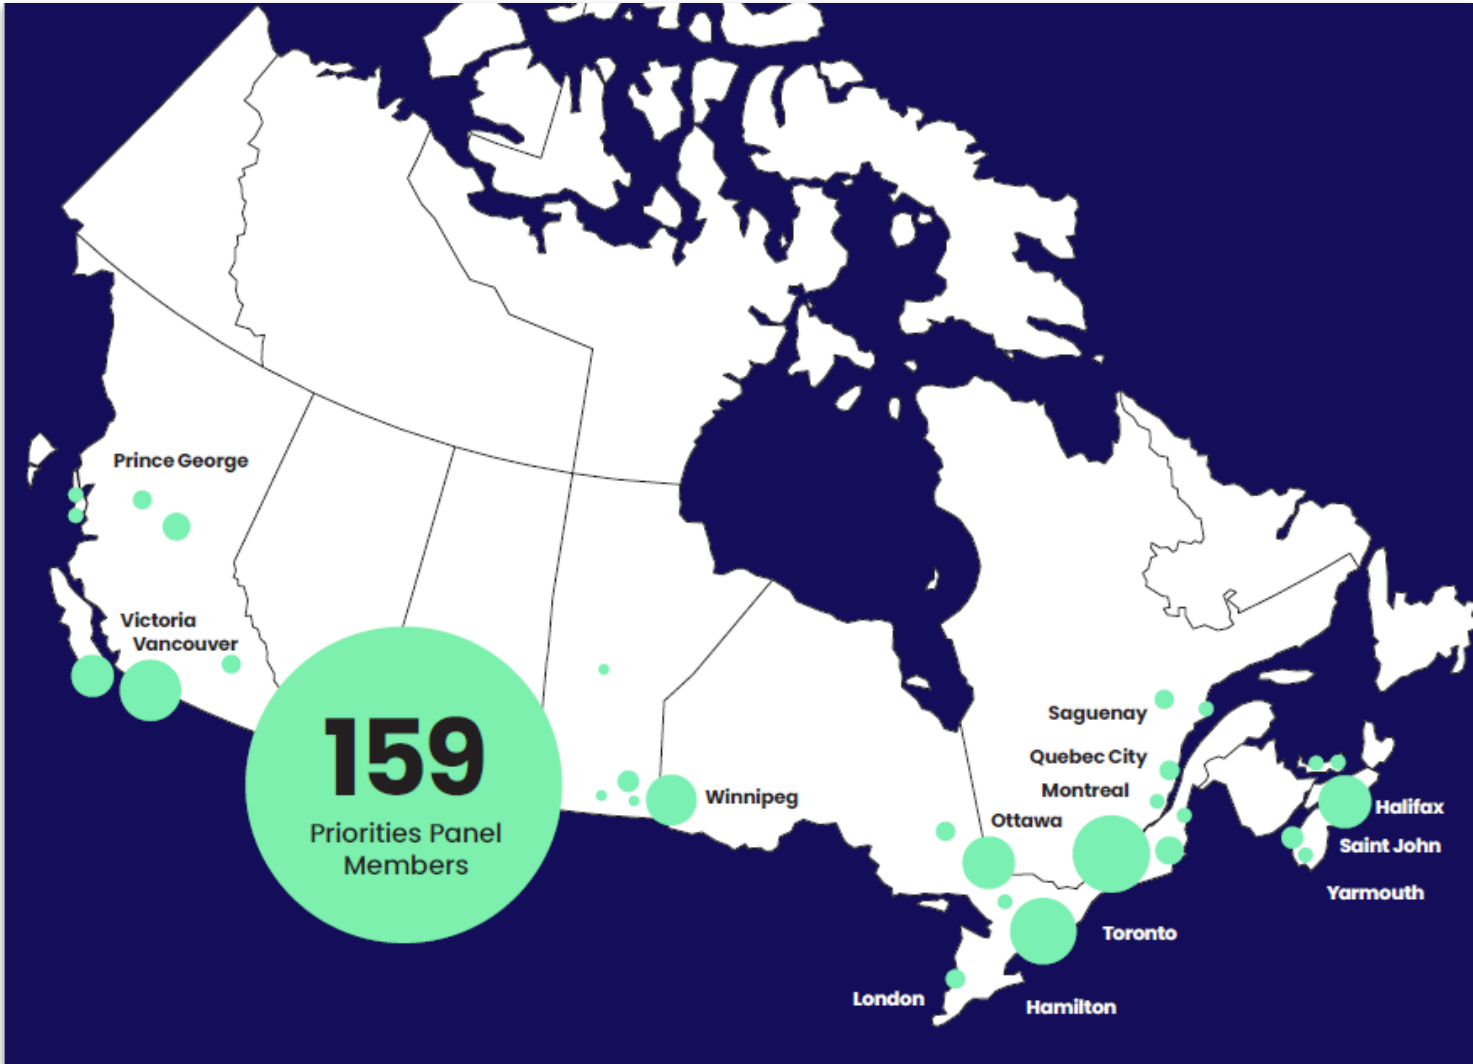 Prince George
Victoria
Vancouver
159
Priorities Panel
Members
Winnipeg
Saguenay
Quebec City
Montreal
Ottawa
Halifax
Saint John
Yarmouth
Toronto
London
Hamilton